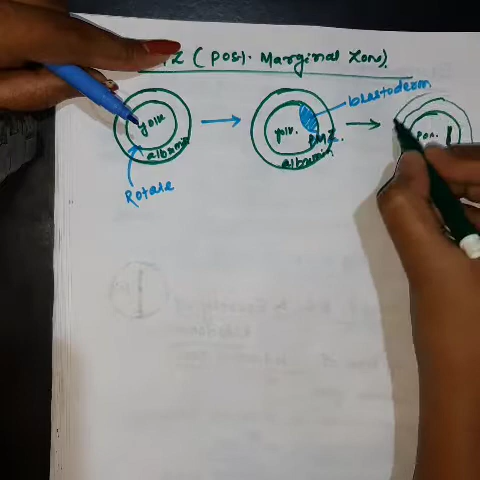 (Post. Marginal Zone)
yolk
albumin
Rotate
yolk.
albumin
PMZ.
blastoderm
Pos.